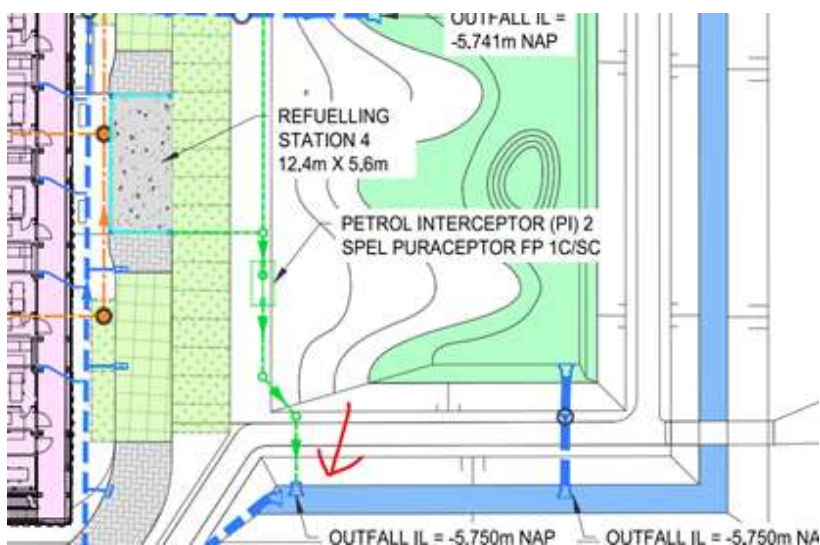 OUTFALL IL =
-5.741m NAP
REFUELLING
STATION 4
12.4m X 5.6m
PETROL INTERCEPTOR (PI) 2
SPEL PURACEPTOR FP 1C/SC
OUTFALL IL = -5.750m NAP
OUTFALL IL = -5.750m NA